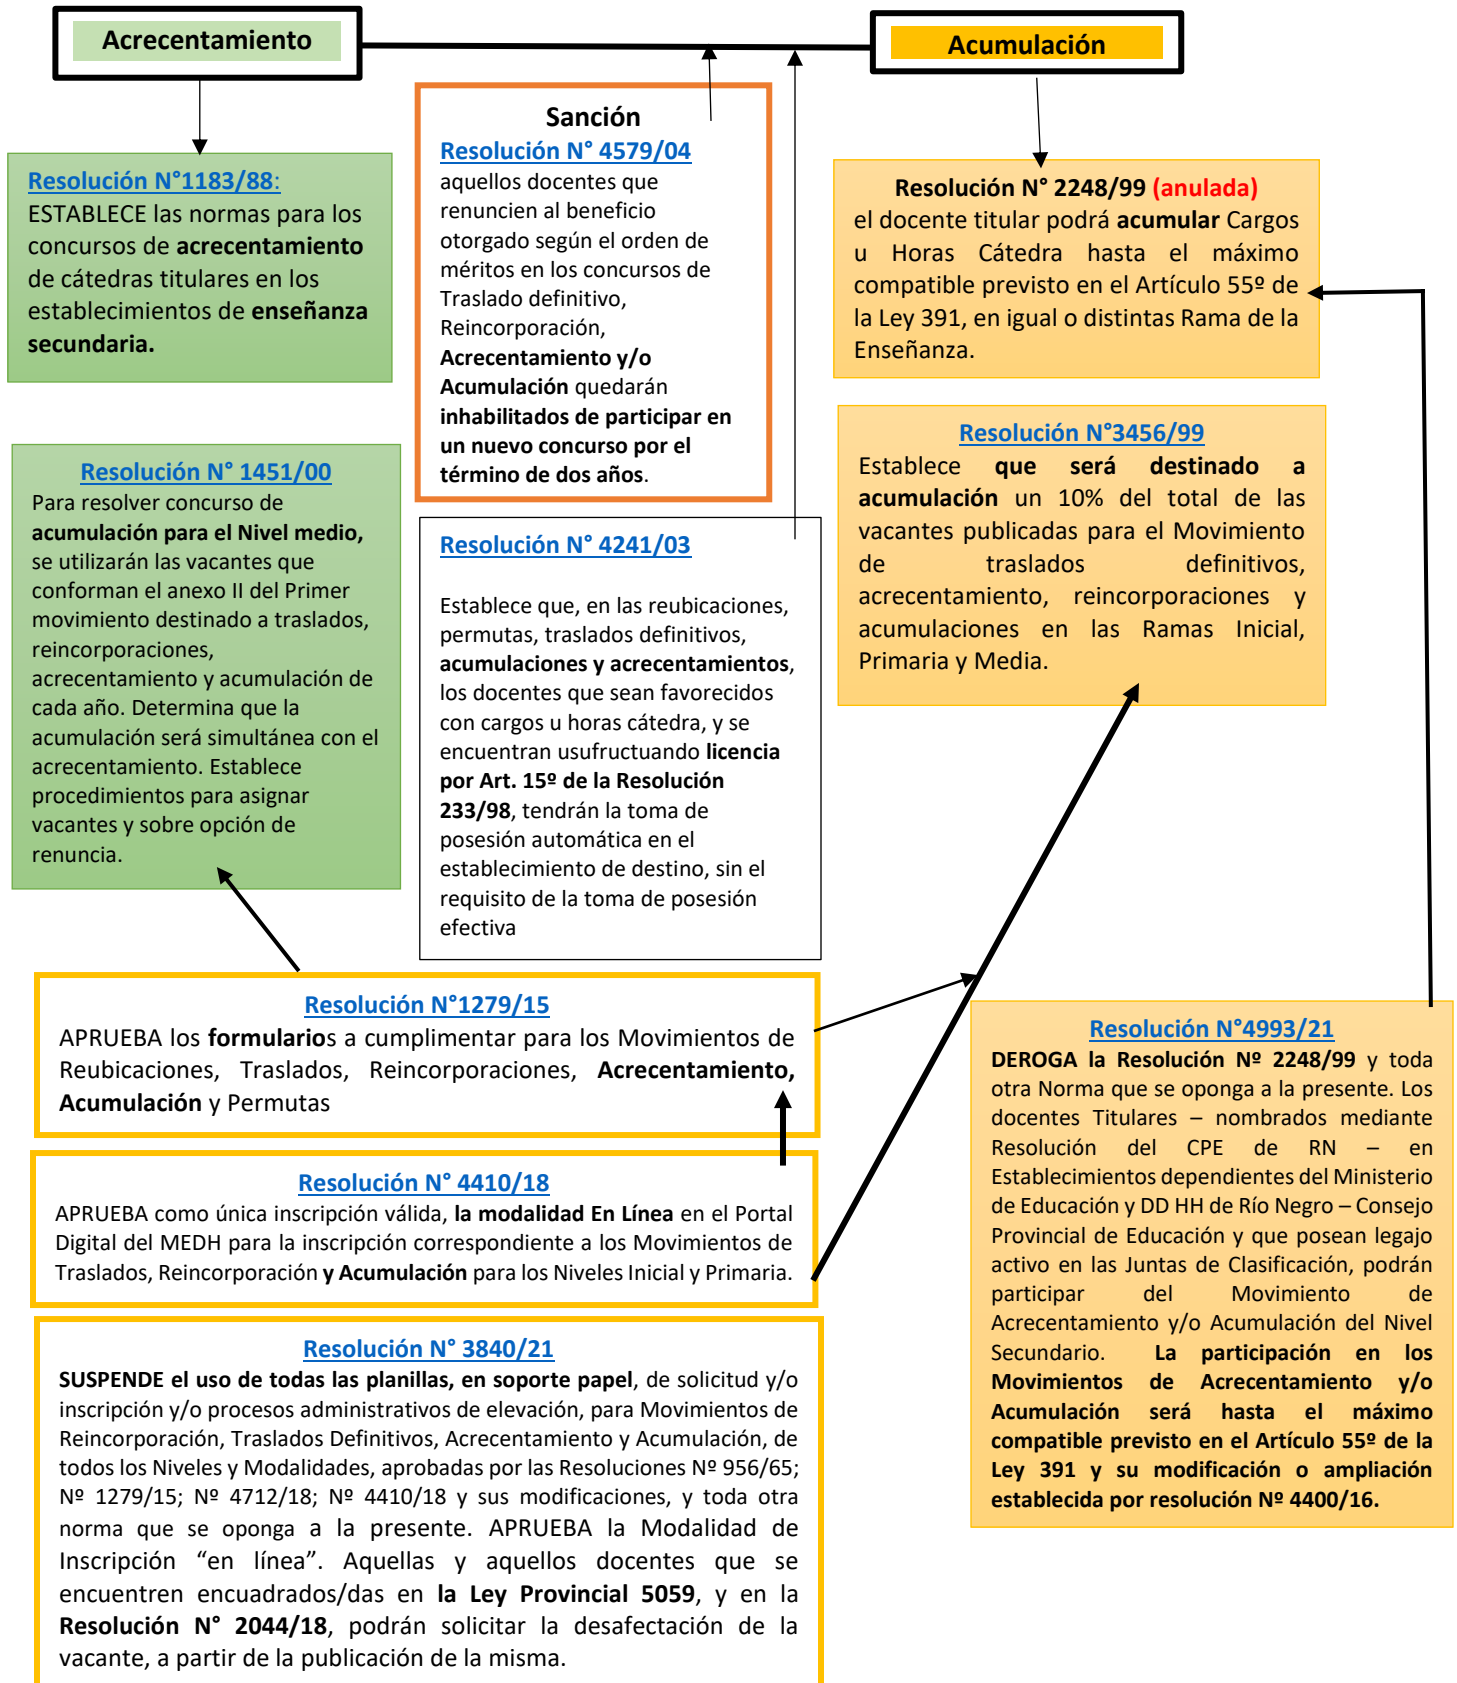 Acrecentamiento
Acumulación
Sanción
Resolución N° 4579/04
aquellos docentes que
renuncien al beneficio
otorgado según el orden de
méritos en los concursos de
Traslado definitivo,
Reincorporación,
Acrecentamiento y/o
Acumulación quedarán
inhabilitados de participar en
un nuevo concurso por el
término de dos años.
Resolución N°1183/88:
ESTABLECE las normas para los
concursos de acrecentamiento
de cátedras titulares en los
establecimientos de enseñanza
secundaria.
Resolución N° 2248/99 (anulada)
el docente titular podrá acumular Cargos
u Horas Cátedra hasta el máximo
compatible previsto en el Artículo 55º de
la Ley 391, en igual o distintas Rama de la
Enseñanza.
Resolución N°3456/99
Establece que será destinado a
acumulación un 10% del total de las
vacantes publicadas para el Movimiento
de traslados definitivos,
acrecentamiento, reincorporaciones y
acumulaciones en las Ramas Inicial,
Primaria y Media.
Resolución N° 1451/00
Para resolver concurso de
acumulación para el Nivel medio,
se utilizarán las vacantes que
conforman el anexo II del Primer
movimiento destinado a traslados,
reincorporaciones,
acrecentamiento y acumulación de
cada año. Determina que la
acumulación será simultánea con el
acrecentamiento. Establece
procedimientos para asignar
vacantes y sobre opción de
renuncia.
Resolución N° 4241/03
Establece que, en las reubicaciones,
permutas, traslados definitivos,
acumulaciones y acrecentamientos,
los docentes que sean favorecidos
con cargos u horas cátedra, y se
encuentran usufructuando licencia
por Art. 15º de la Resolución
233/98, tendrán la toma de
posesión automática en el
establecimiento de destino, sin el
requisito de la toma de posesión
efectiva
Resolución N°1279/15
APRUEBA los formularios a cumplimentar para los Movimientos de
Reubicaciones, Traslados, Reincorporaciones, Acrecentamiento,
Acumulación y Permutas
Resolución N° 4410/18
APRUEBA como única inscripción válida, la modalidad En Línea en el Portal
Digital del MEDH para la inscripción correspondiente a los Movimientos de
Traslados, Reincorporación y Acumulación para los Niveles Inicial y Primaria.
Resolución N° 3840/21
SUSPENDE el uso de todas las planillas, en soporte papel, de solicitud y/o
inscripción y/o procesos administrativos de elevación, para Movimientos de
Reincorporación, Traslados Definitivos, Acrecentamiento y Acumulación, de
todos los Niveles y Modalidades, aprobadas por las Resoluciones Nº 956/65;
Nº 1279/15; Nº 4712/18; Nº 4410/18 y sus modificaciones, y toda otra
norma que se oponga a la presente. APRUEBA la Modalidad de
Inscripción “en línea”. Aquellas y aquellos docentes que se
encuentren encuadrados/das en la Ley Provincial 5059, y en la
Resolución N° 2044/18, podrán solicitar la desafectación de la
vacante, a partir de la publicación de la misma.
Resolución N°4993/21
DEROGA la Resolución Nº 2248/99 y toda
otra Norma que se oponga a la presente. Los
docentes Titulares – nombrados mediante
Resolución del CPE de RN – en
Establecimientos dependientes del Ministerio
de Educación y DD HH de Río Negro – Consejo
Provincial de Educación y que posean legajo
activo en las Juntas de Clasificación, podrán
participar del Movimiento de
Acrecentamiento y/o Acumulación del Nivel
Secundario. La participación en los
Movimientos de Acrecentamiento y/o
Acumulación será hasta el máximo
compatible previsto en el Artículo 55º de la
Ley 391 y su modificación o ampliación
establecida por resolución Nº 4400/16.